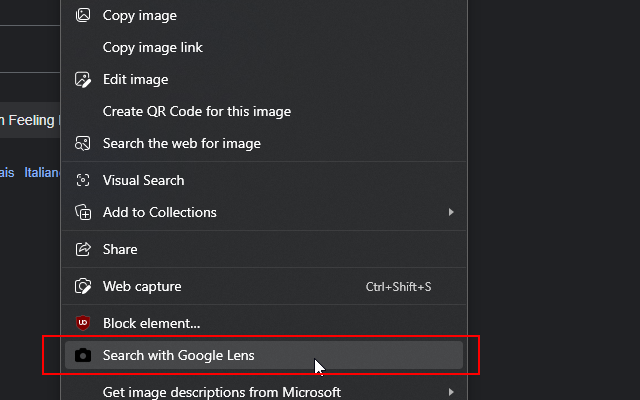 Copy image
Copy image link
Edit image
Create QR Code for this image
n Feeling
Search the web for image
ais Italian
Visual Search
Add to Collections
Share
Web capture Ctrl+Shift+S
Block element...
Search with Google Lens
Get image descriptions from Microsoft